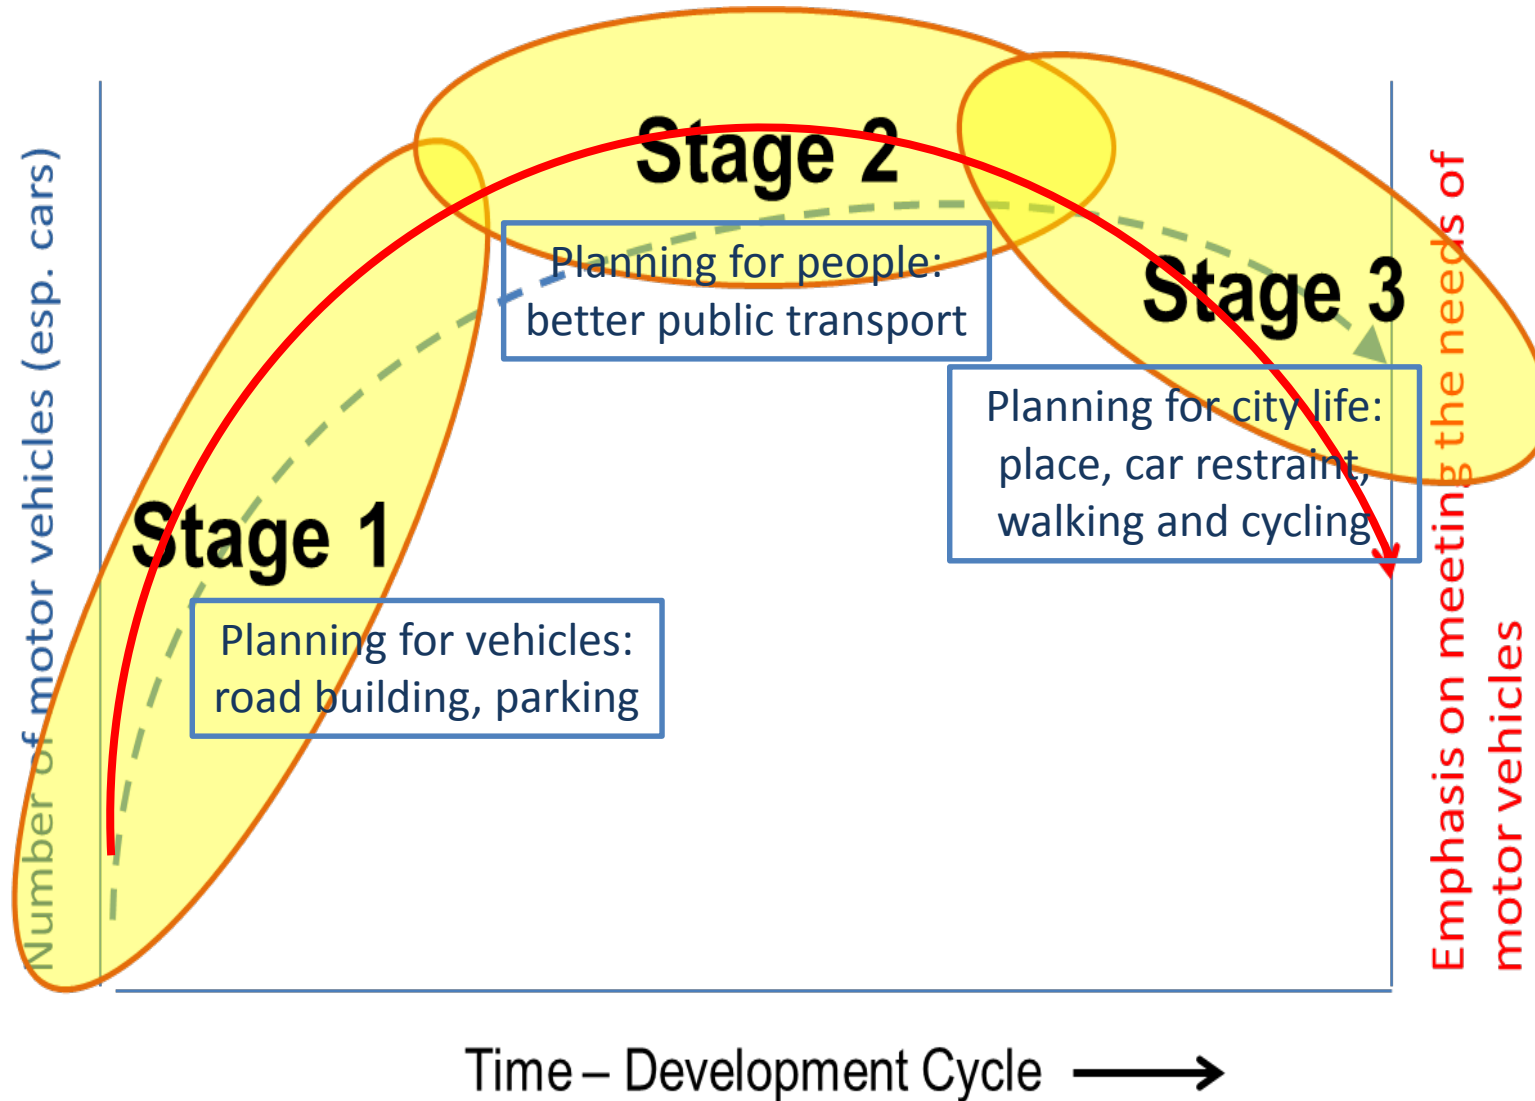 Number of motor vehicles (esp. cars)
Stage 1
Planning for vehicles:
road building, parking
Stage 2
Planning for people:
better public transport
Stage 3
Planning for city life:
place, car restraint,
walking and cycling
Emphasis on meeting the needs of
motor vehicles
Time – Development Cycle